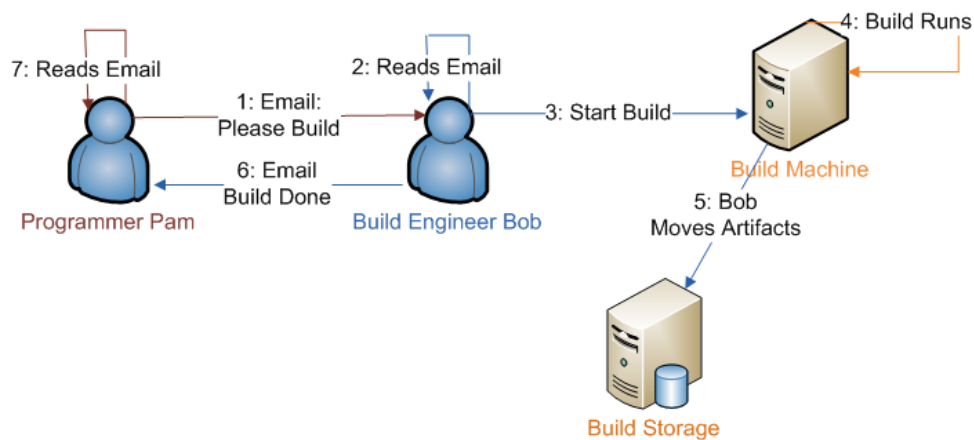 4: Build Runs
7: Reads Email
2: Reads Email
1: Email:
Please Build
3: Start Build
Build Machine
6: Email
Build Done
Programmer Pam
Build Engineer Bob
5: Bob
Moves Artifacts
Build Storage